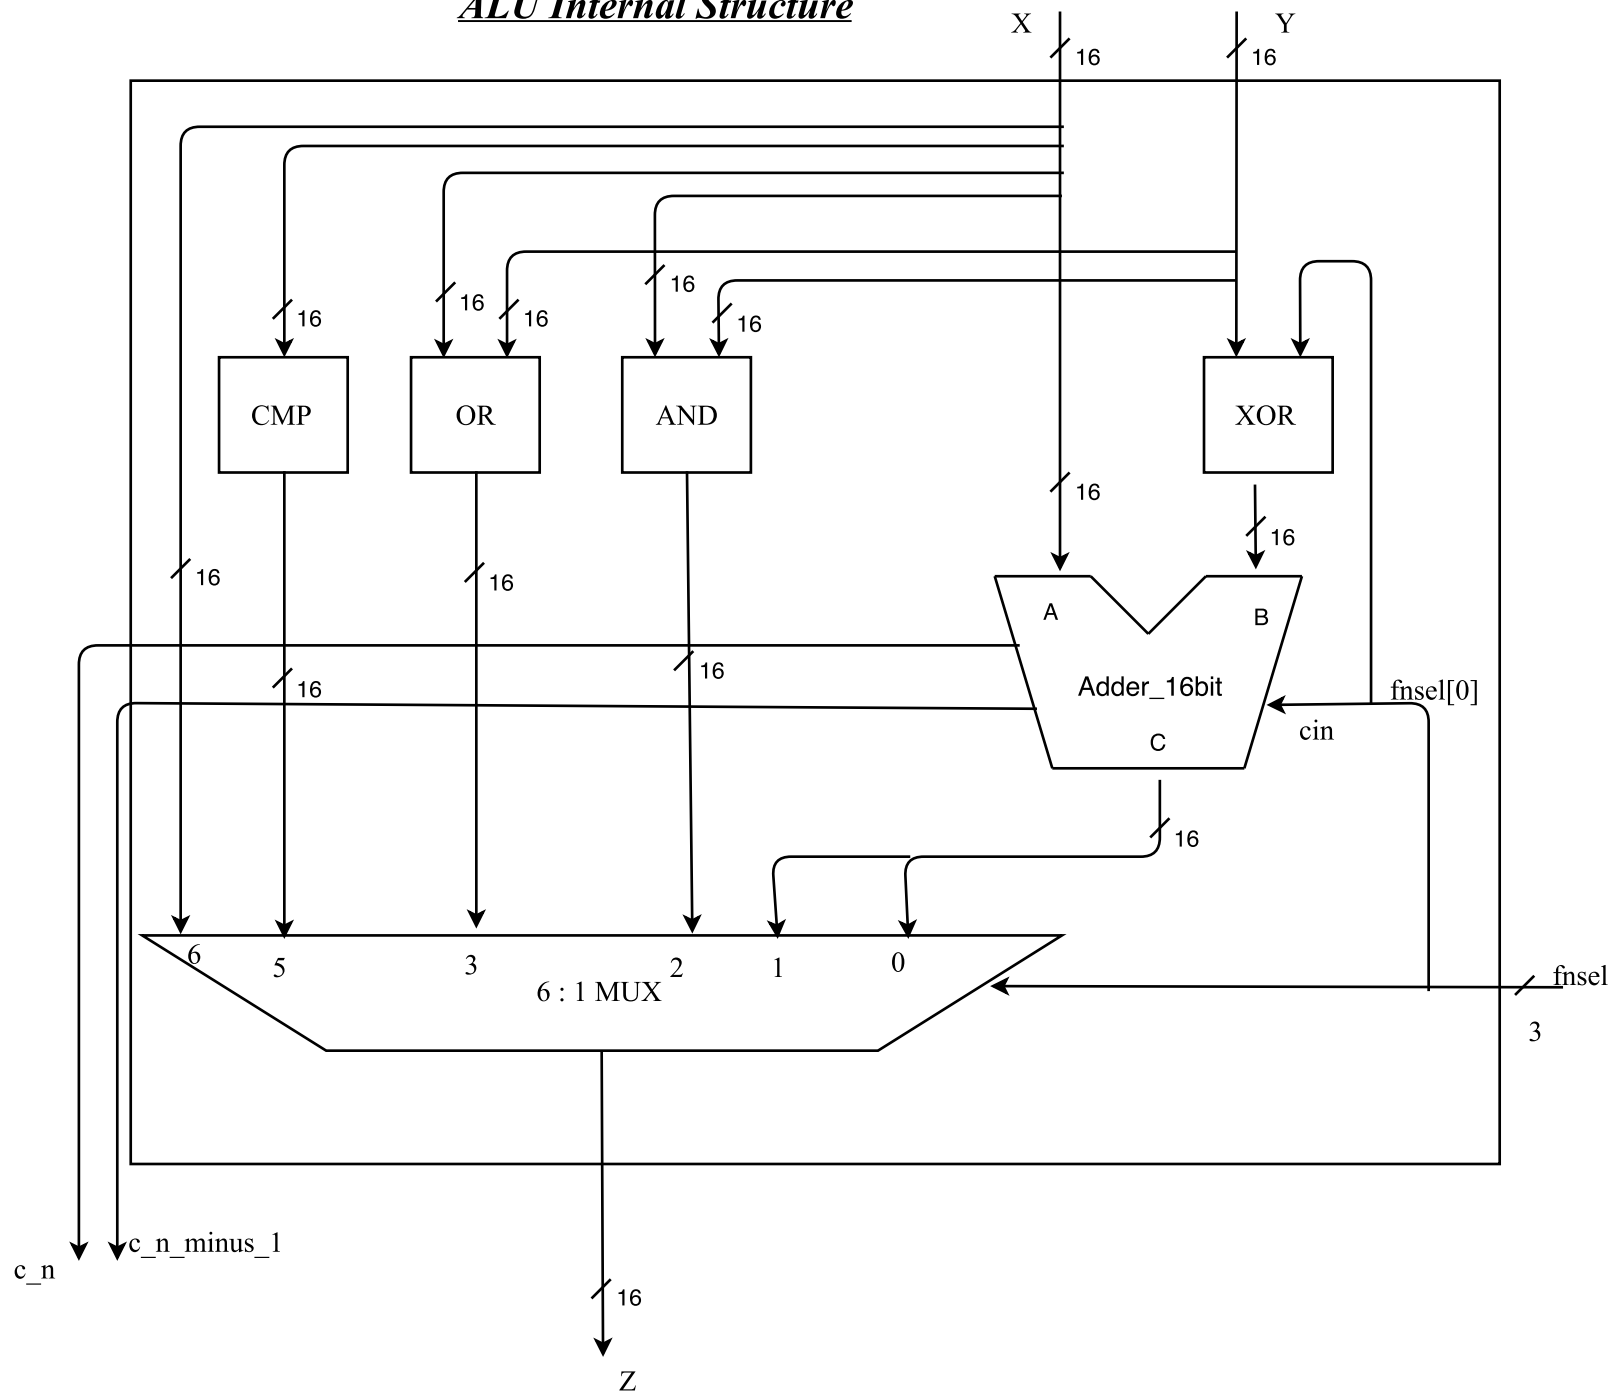 ALU Internal Structure
X
Y
16
16
16
16
16
16
16
CMP
OR
AND
XOR
16
16
16
16
A
B
16
16
Adder_16bit
fnsel[0]
cin
C
16
6
5
3
2
1
0
6 : 1 MUX
fnsel
3
c_n_minus_1
c_n
16
Z